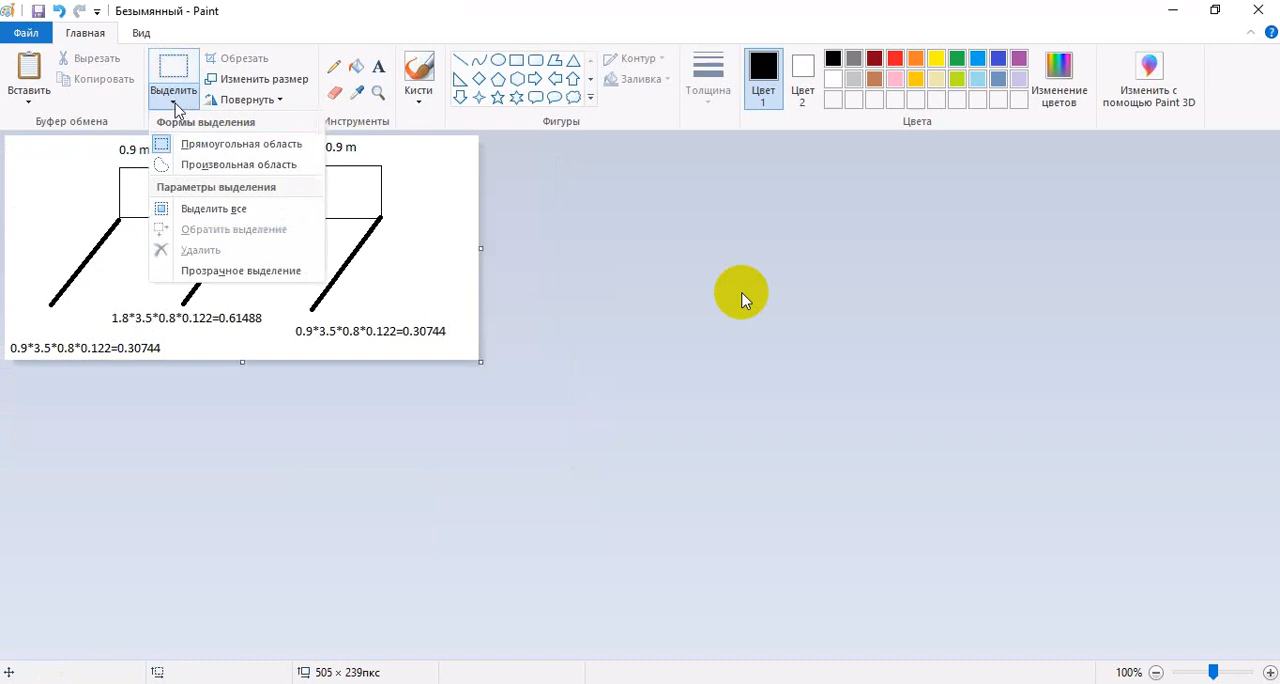 Безымянный - Paint
Файл
Главная
Вид
Вставить
Вырезать
Копировать
Буфер обмена
Выделить
Обрезать
Изменить размер
Повернуть
Инструменты
Кисти
Фигуры
Контур
Заливка
Толщина
Цвет 1
Цвет 2
Изменение цветов
Цвета
Изменить с помощью Paint 3D
Формы выделения
Прямоугольная область
Произвольная область
Параметры выделения
Выделить все
Обратить выделение
Удалить
Прозрачное выделение
0.9 m
0.9 m
1.8*3.5*0.8*0.122=0.61488
0.9*3.5*0.8*0.122=0.30744
0.9*3.5*0.8*0.122=0.30744
505 × 239пкс
100%